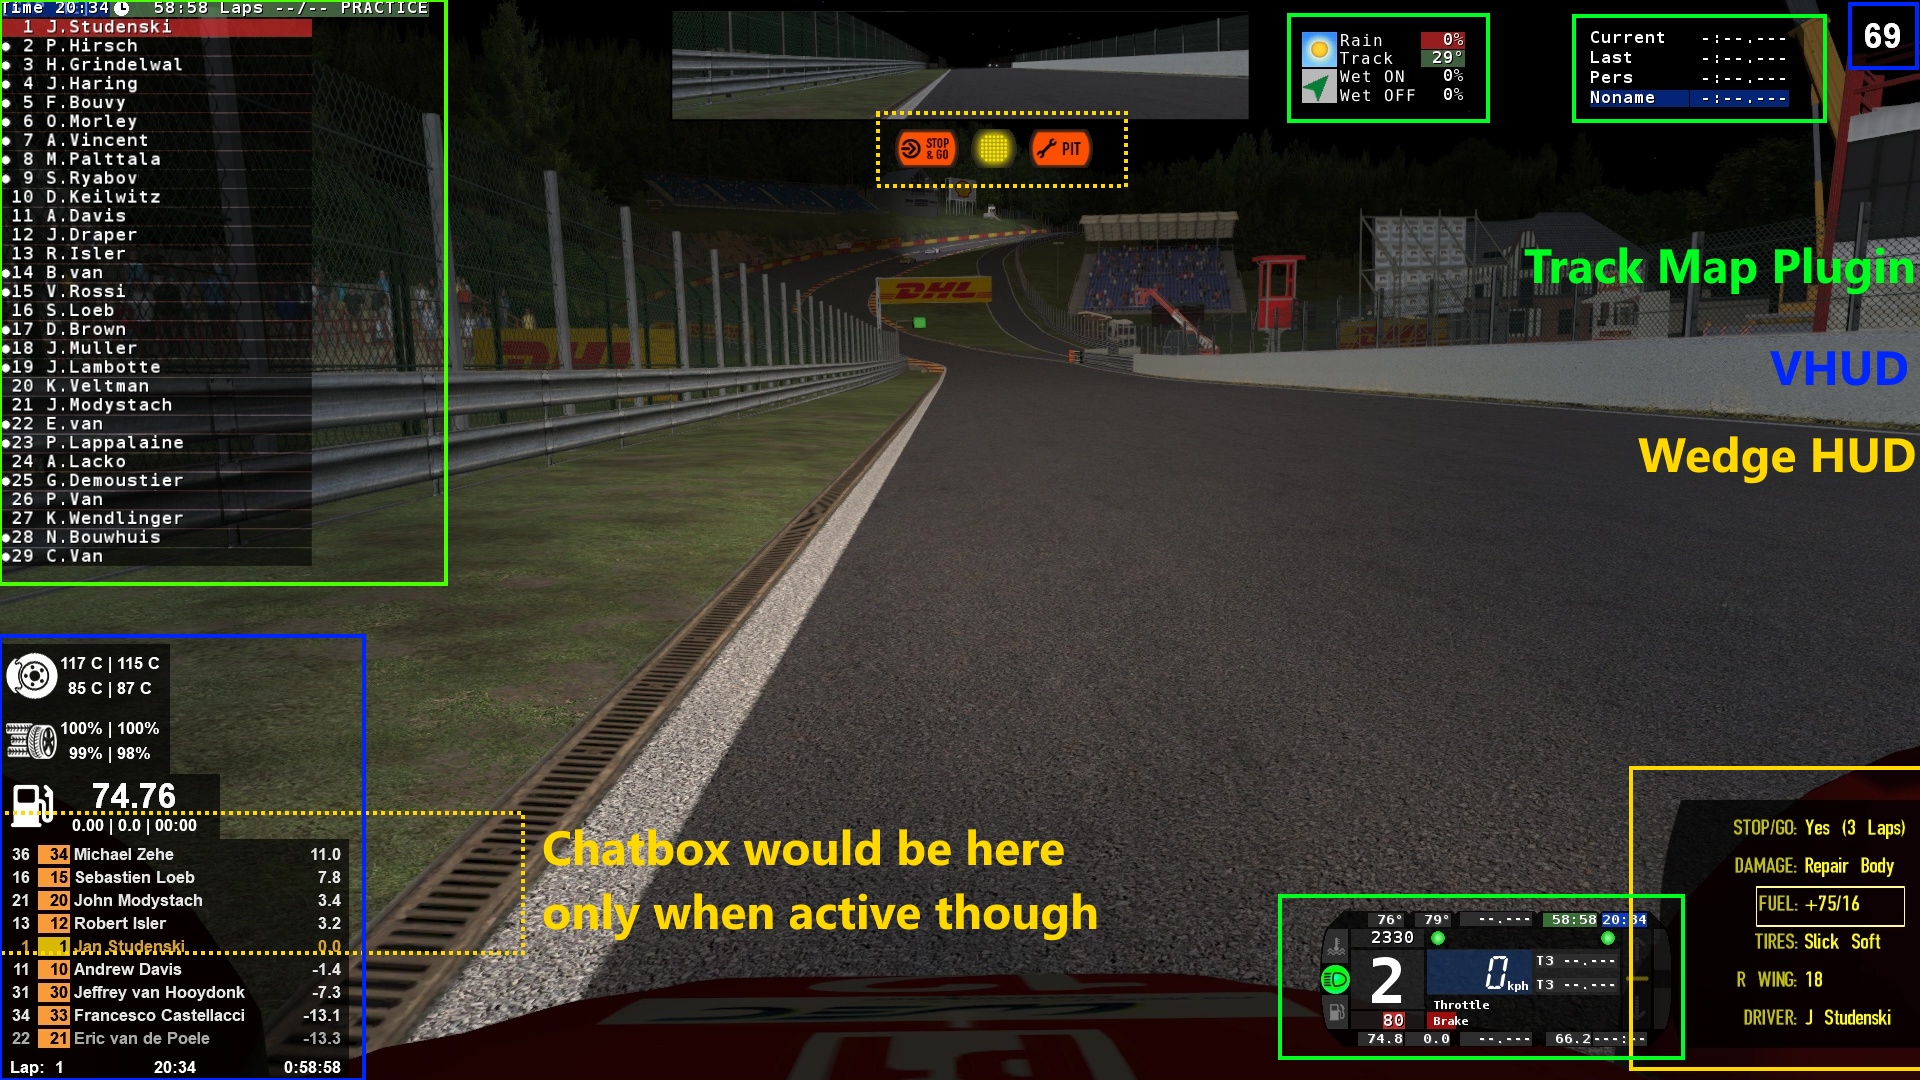 Time 20:34 58:58 Laps --/-- PRACTICE
1 J.Studenski
2 P.Hirsch
3 H.Grindelwal
4 J.Haring
5 F.Bouvy
6 O.Morley
7 A.Vincent
8 M.Palttala
9 S.Ryabov
10 D.Keilwitz
11 A.Davis
12 J.Draper
13 R.Isler
14 B.van
15 V.Rossi
16 S.Loeb
17 D.Brown
18 J.Muller
19 J.Lambotte
20 K.Veltman
21 J.Modystach
22 E.van
23 P.Lappalaine
24 A.Lacko
25 G.Demoustier
26 P.Van
27 K.Wendlinger
28 N.Bouwhuis
29 C.Van
STOP & GO
PIT
Rain 0%
Track 29°
Wet ON 0%
Wet OFF 0%
Current -:--.---
Last -:--.---
Pers -:--.---
Noname -:--.---
69
DHL
DHL
Track Map Plugin
VHUD
Wedge HUD
117 C | 115 C
85 C | 87 C
100% | 100%
99% | 98%
74.76
0.00 | 0.0 | 00:00
36 34 Michael Zehe 11.0
16 15 Sebastien Loeb 7.8
21 20 John Modystach 3.4
13 12 Robert Isler 3.2
1 1 Jan Studenski 0.0
11 10 Andrew Davis -1.4
31 30 Jeffrey van Hooydonk -7.3
34 33 Francesco Castellacci -13.1
22 21 Eric van de Poele -13.3
Lap: 1 20:34 0:58:58
Chatbox would be here
only when active though
76° 79° --.--- 58:58 20:34
2330
2 0 kph T3 --.---
T3 --.---
Throttle
80 Brake
74.8 0.0 --.--- 66.2 ---:--
STOP/GO: Yes (3 Laps)
DAMAGE: Repair Body
FUEL: +75/16
TIRES: Slick Soft
R WING: 18
DRIVER: J Studenski